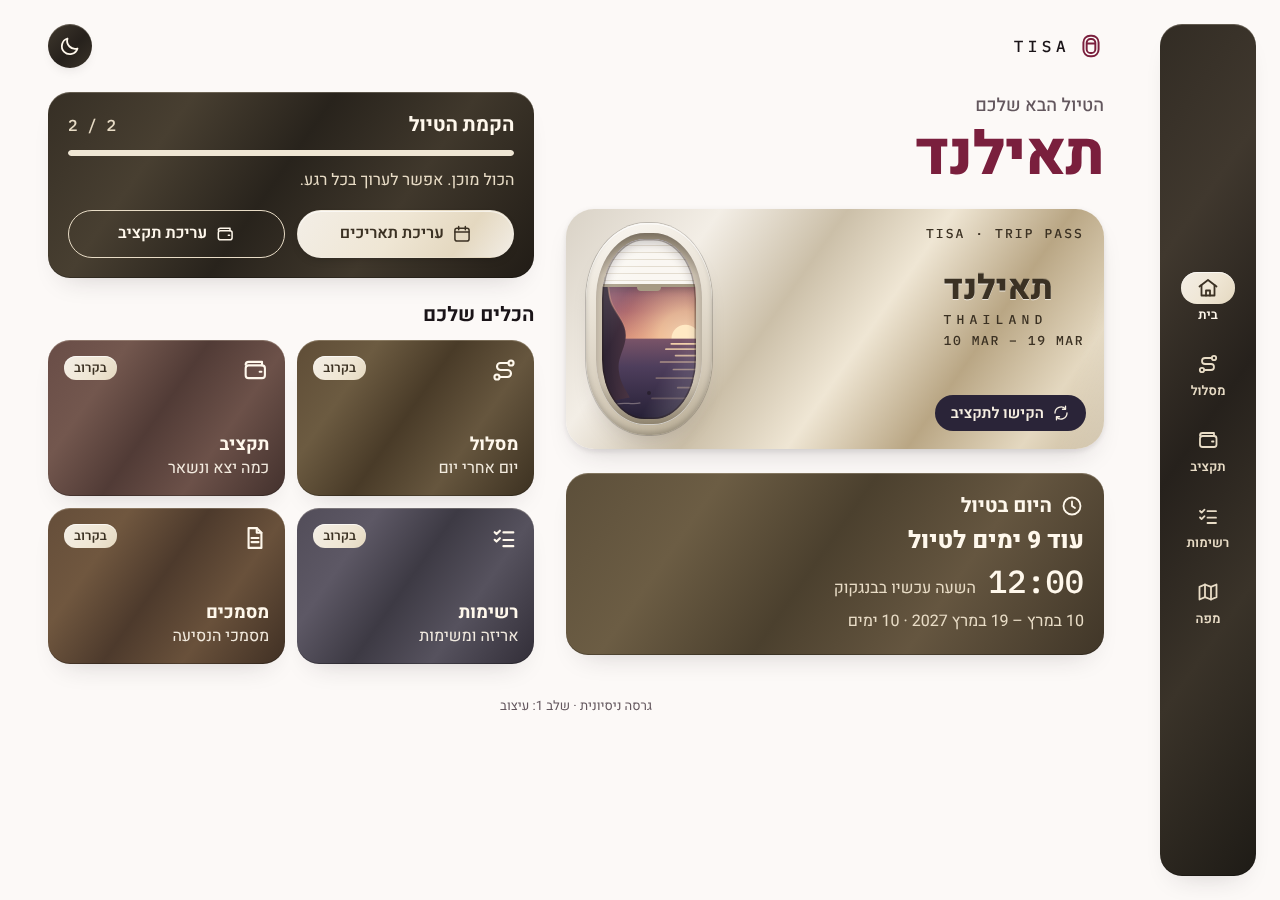 TISA
הטיול הבא שלכם
תאילנד
TISA · TRIP PASS
תאילנד
THAILAND
10 MAR – 19 MAR
הקישו לתקציב
היום בטיול
עוד 9 ימים לטיול
12:00 השעה עכשיו בבנגקוק
10 במרץ – 19 במרץ 2027 · 10 ימים
הקמת הטיול
2 / 2
הכול מוכן. אפשר לערוך בכל רגע.
עריכת תאריכים
עריכת תקציב
הכלים שלכם
בקרוב
מסלול
יום אחרי יום
בקרוב
תקציב
כמה יצא ונשאר
בקרוב
רשימות
אריזה ומשימות
בקרוב
מסמכים
מסמכי הנסיעה
גרסה ניסיונית · שלב 1: עיצוב
בית
מסלול
תקציב
רשימות
מפה